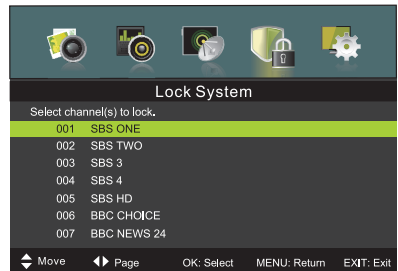 Lock System
Select channel(s) to lock.
001 SBS ONE
002 SBS TWO
003 SBS 3
004 SBS 4
005 SBS HD
006 BBC CHOICE
007 BBC NEWS 24
Move Page OK: Select MENU: Return EXIT: Exit